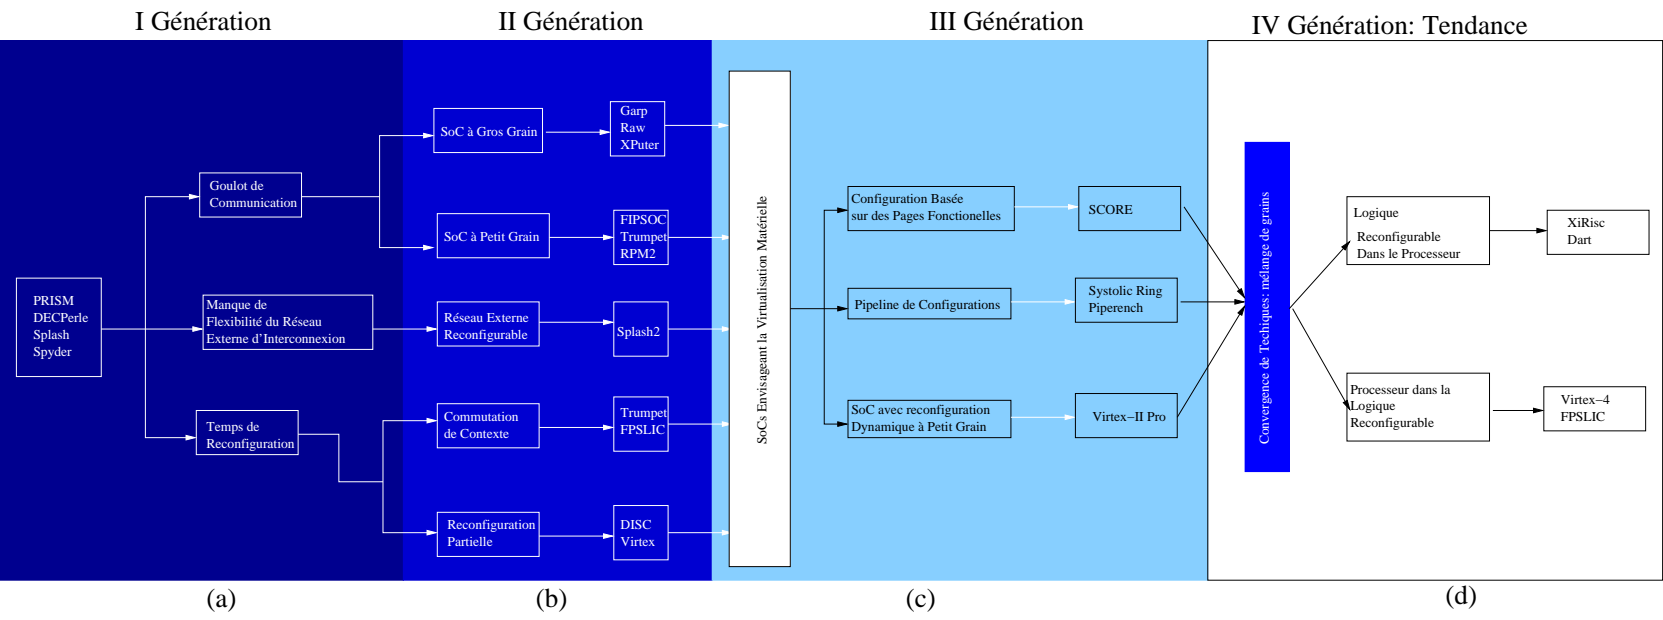 I Génération
II Génération
III Génération
IV Génération: Tendance
PRISM
DECPerle
Splash
Spyder
Goulot de
Communication
Manque de
Flexibilité du Réseau
Externe d'Interconnexion
Temps de
Reconfiguration
SoC à Gros Grain
Garp
Raw
XPuter
SoC à Petit Grain
FIPSOC
Trumpet
RPM2
Réseau Externe
Reconfigurable
Splash2
Commutation
de Contexte
Trumpet
FPSLIC
Reconfiguration
Partielle
DISC
Virtex
SoCs Envisageant la Virtualisation Matérielle
Configuration Basée
sur des Pages Fonctionelles
SCORE
Pipeline de Configurations
Systolic Ring
Piperench
SoC avec reconfiguration
Dynamique à Petit Grain
Virtex−II Pro
Convergence de Techiques: mélange de grains
Logique
Reconfigurable
Dans le Processeur
XiRisc
Dart
Processeur dans la
Logique
Reconfigurable
Virtex−4
FPSLIC
(a)
(b)
(c)
(d)